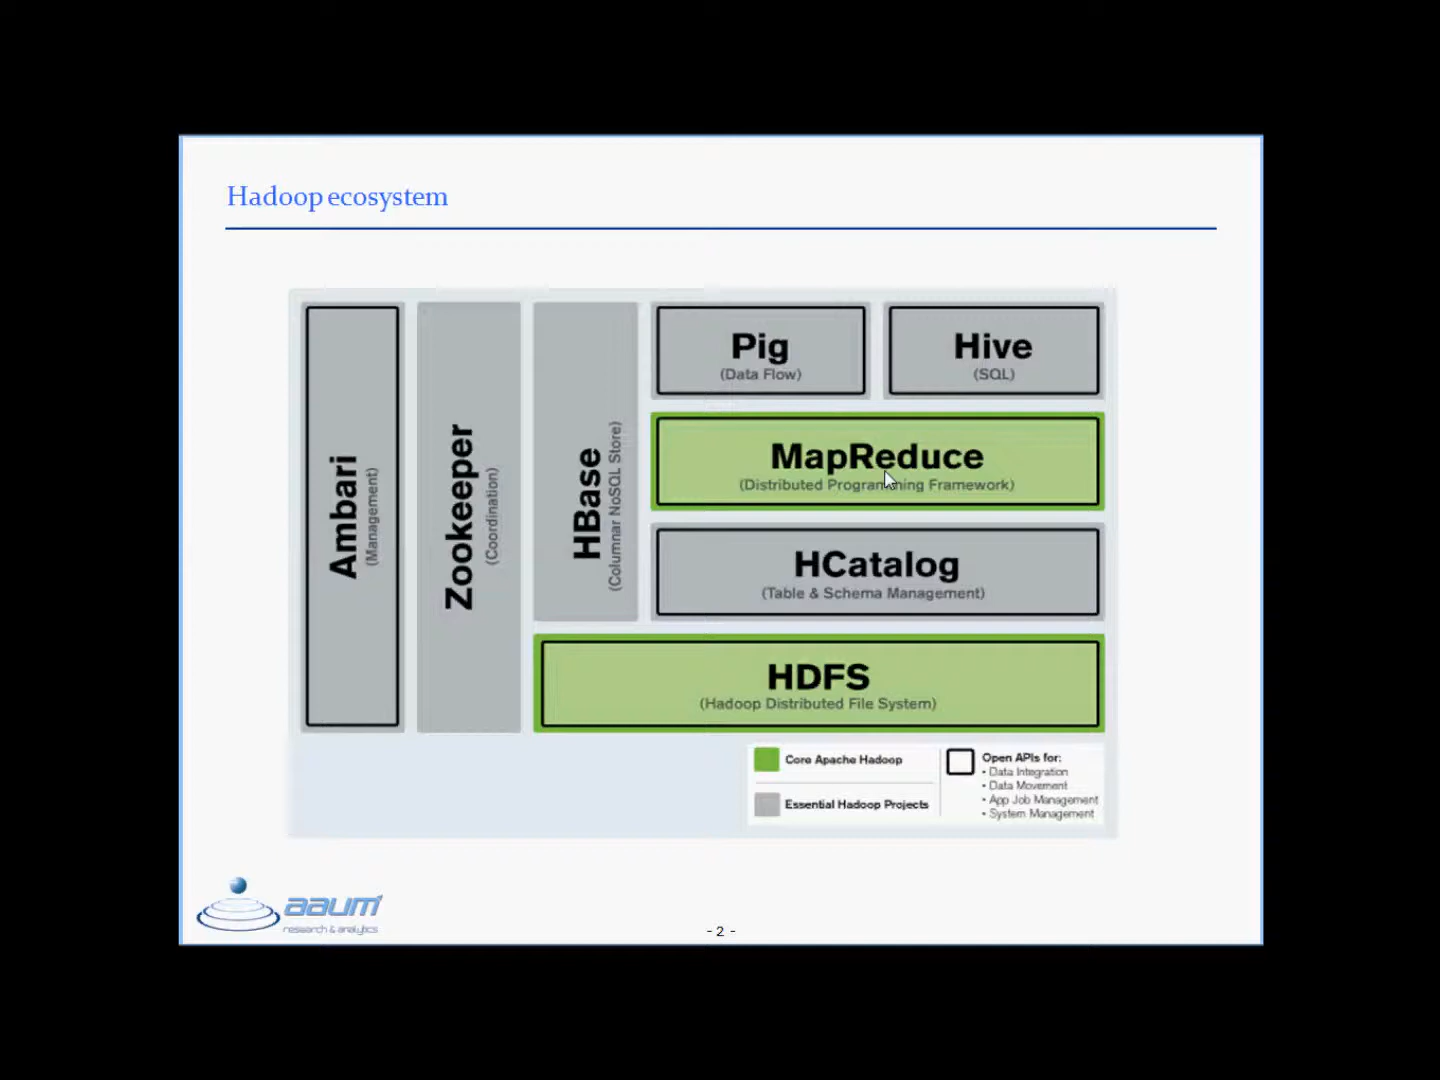 Hadoop ecosystem
Ambari
(Management)
Zookeeper
(Coordination)
HBase
(Columnar NoSQL Store)
Pig
(Data Flow)
Hive
(SQL)
MapReduce
(Distributed Programming Framework)
HCatalog
(Table & Schema Management)
HDFS
(Hadoop Distributed File System)
Core Apache Hadoop
Essential Hadoop Projects
Open APIs for:
• Data Integration
• Data Movement
• App Job Management
• System Management
aaum
research & analytics
- 2 -